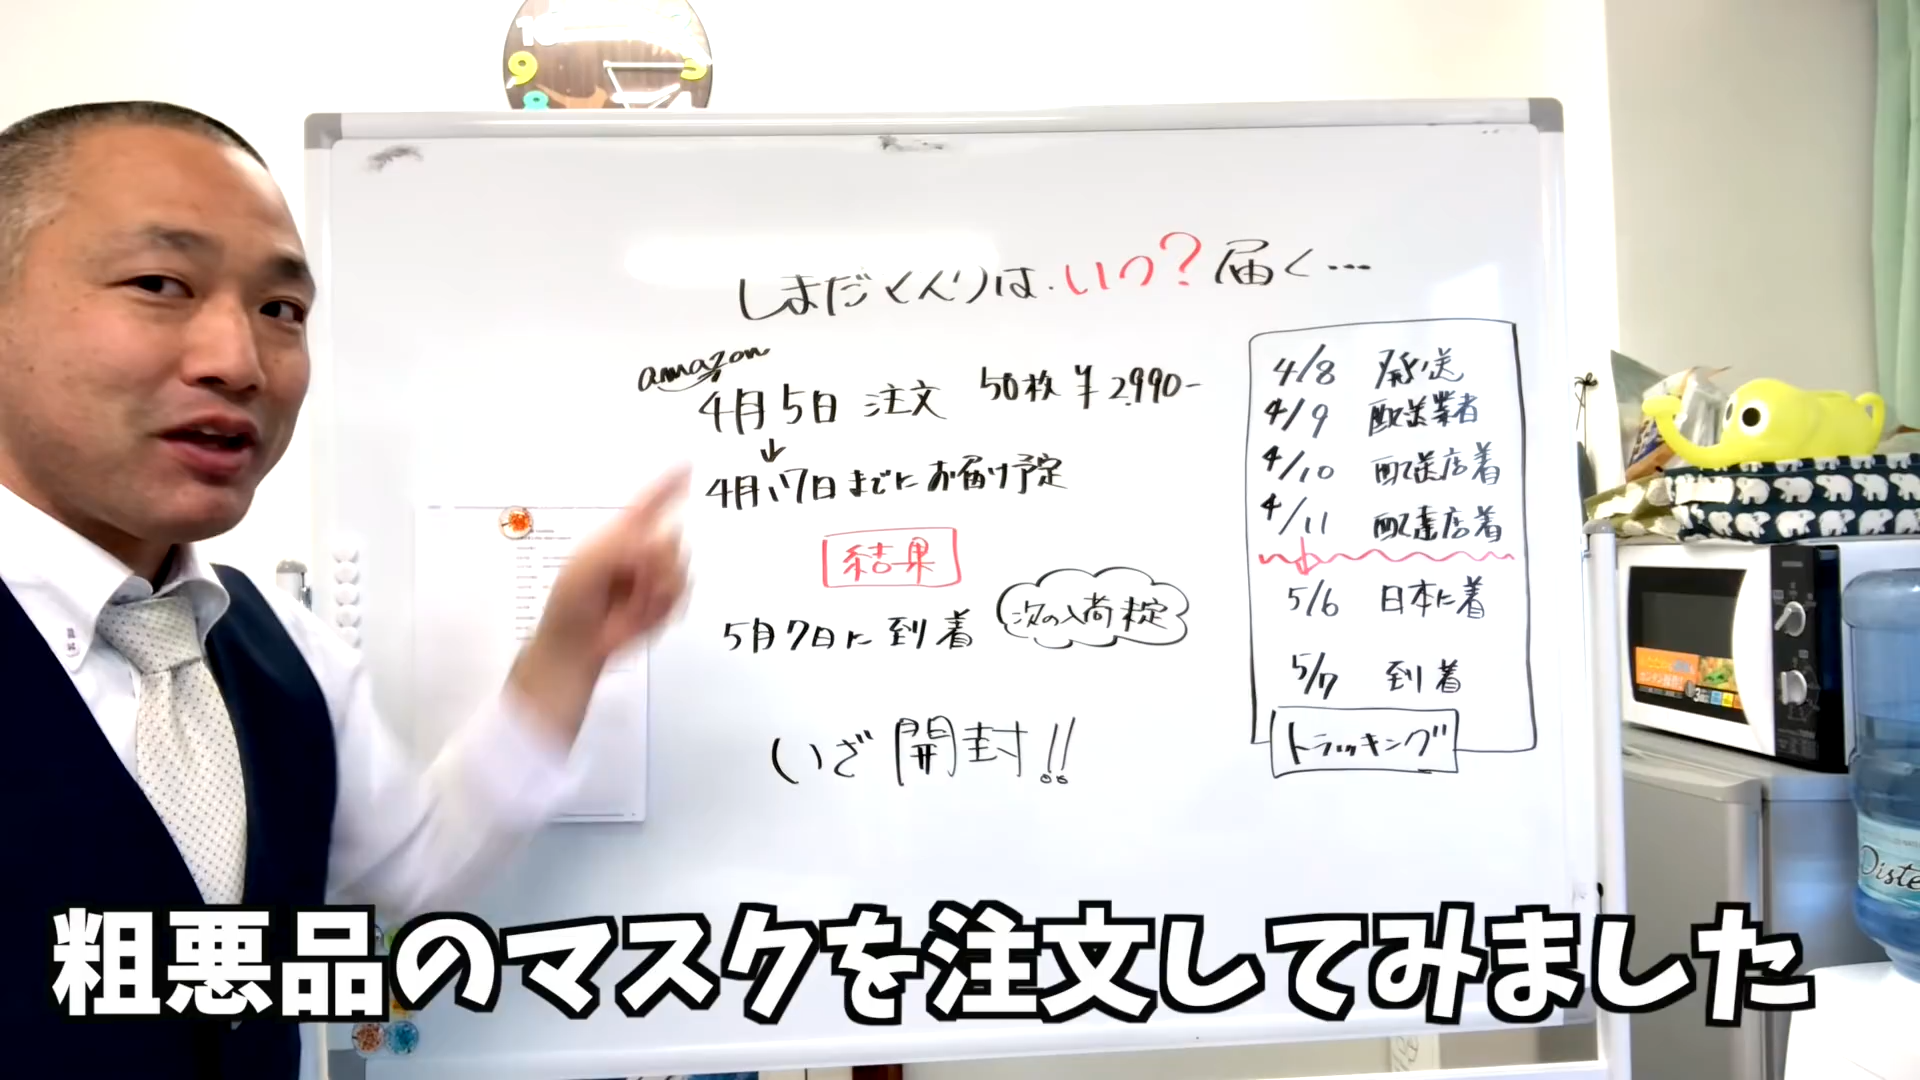 9
8
しまだくんりは、いつ?届く…
amazon
4月5日 注文 50枚 ¥2,990-
↓
4月17日までにお届け予定
結果
5月7日に到着
次の入荷未定
いざ開封!!
4/8 発送
4/9 配送業者
4/10 配送店着
4/11 配達店着
5/6 日本に着
5/7 到着
トラッキング
粗悪品のマスクを注文してみました